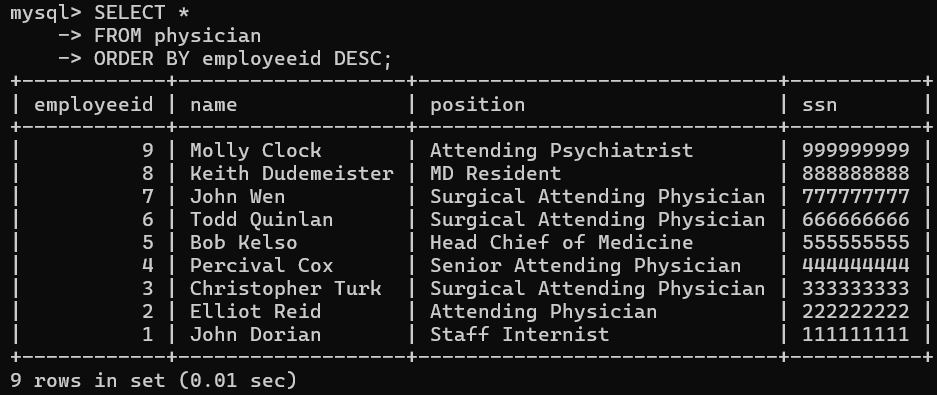 mysql> SELECT *
    -> FROM physician
    -> ORDER BY employeeid DESC;
+------------+-------------------+------------------------------+-----------+
| employeeid | name              | position                     | ssn       |
+------------+-------------------+------------------------------+-----------+
|          9 | Molly Clock       | Attending Psychiatrist       | 999999999 |
|          8 | Keith Dudemeister | MD Resident                  | 888888888 |
|          7 | John Wen          | Surgical Attending Physician | 777777777 |
|          6 | Todd Quinlan      | Surgical Attending Physician | 666666666 |
|          5 | Bob Kelso         | Head Chief of Medicine       | 555555555 |
|          4 | Percival Cox      | Senior Attending Physician   | 444444444 |
|          3 | Christopher Turk  | Surgical Attending Physician | 333333333 |
|          2 | Elliot Reid       | Attending Physician          | 222222222 |
|          1 | John Dorian       | Staff Internist              | 111111111 |
+------------+-------------------+------------------------------+-----------+
9 rows in set (0.01 sec)